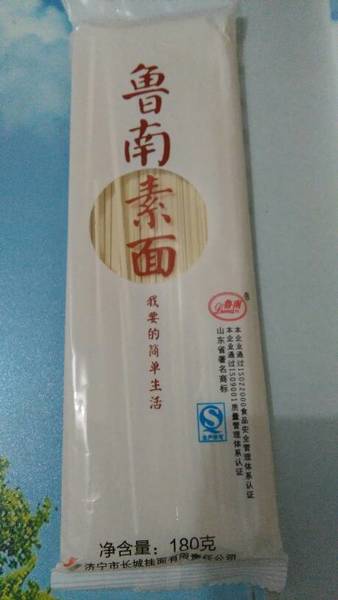 鲁南素面
我要的简单生活
鲁南
®
本企业通过ISO22000食品安全管理体系认证
本企业通过ISO9001质量管理体系认证
山东省著名商标
QS
净含量：180克
济宁市长城挂面有限责任公司